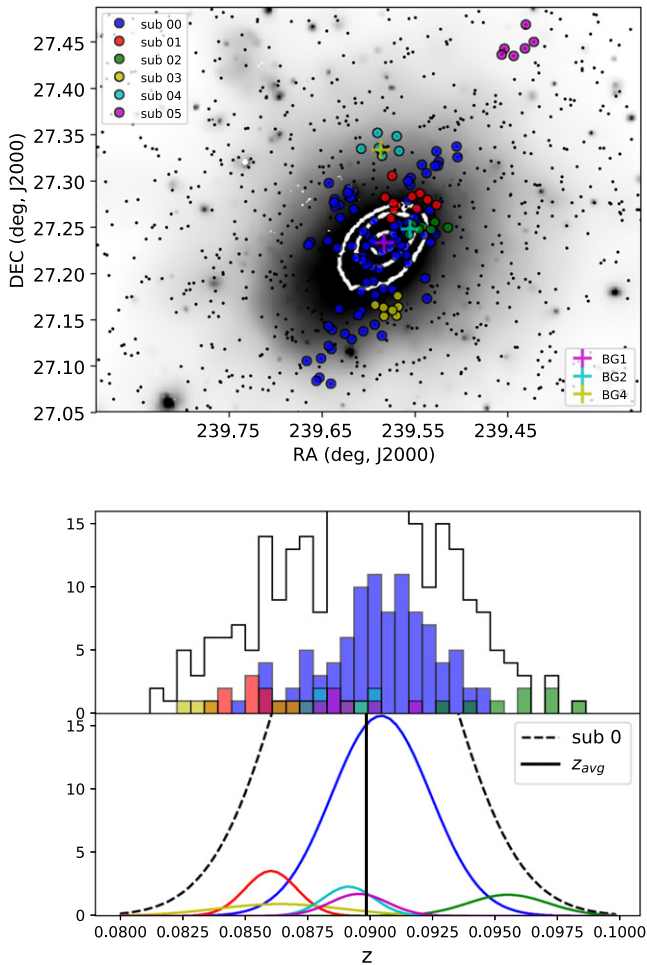 sub 00
sub 01
sub 02
sub 03
sub 04
sub 05
27.45
27.40
27.35
27.30
27.25
27.20
27.15
27.10
27.05
DEC (deg, J2000)
BG1
BG2
BG4
239.75 239.65 239.55 239.45
RA (deg, J2000)
15
10
5
0
sub 0
z_avg
15
10
5
0
0.0800 0.0825 0.0850 0.0875 0.0900 0.0925 0.0950 0.0975 0.1000
z